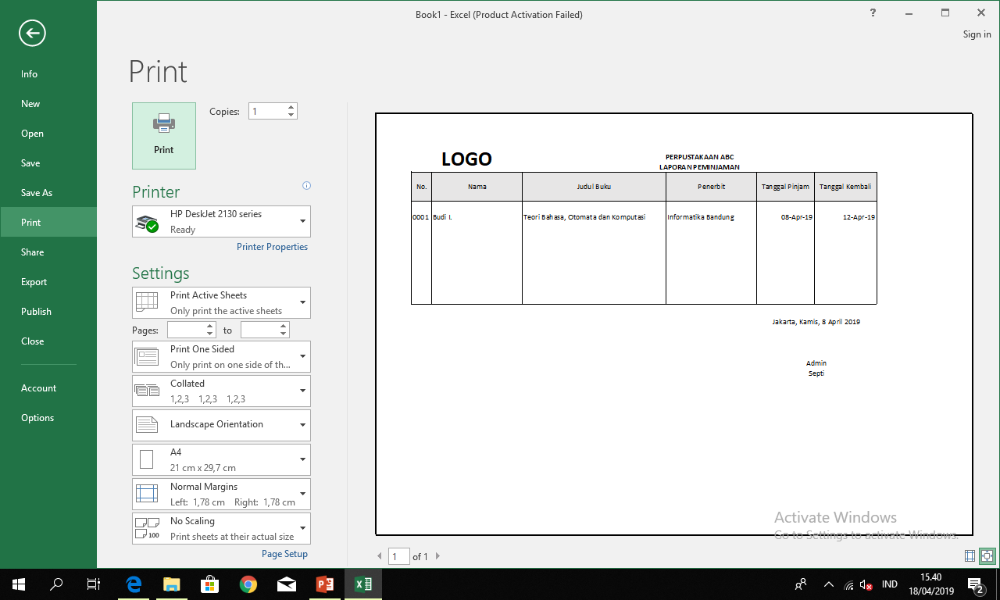 Book1 - Excel (Product Activation Failed)
?
Sign in
Info
New
Open
Save
Save As
Print
Share
Export
Publish
Close
Account
Options
Print
Print
Copies: 1
Printer
HP DeskJet 2130 series
Ready
Printer Properties
Settings
Print Active Sheets
Only print the active sheets
Pages: to
Print One Sided
Only print on one side of th...
Collated
1,2,3 1,2,3 1,2,3
Landscape Orientation
A4
21 cm x 29,7 cm
Normal Margins
Left: 1,78 cm Right: 1,78 cm
No Scaling
100 Print sheets at their actual size
Page Setup
LOGO
PERPUSTAKAAN ABC
LAPORAN PEMINJAMAN
No. Nama Judul Buku Penerbit Tanggal Pinjam Tanggal Kembali
0001 Budi I. Teori Bahasa, Otomata dan Komputasi Informatika Bandung 08-Apr-19 12-Apr-19
Jakarta, Kamis, 8 April 2019
Admin
Septi
Activate Windows
Go to Settings to activate Windows.
1 of 1
IND
15.40
18/04/2019
2